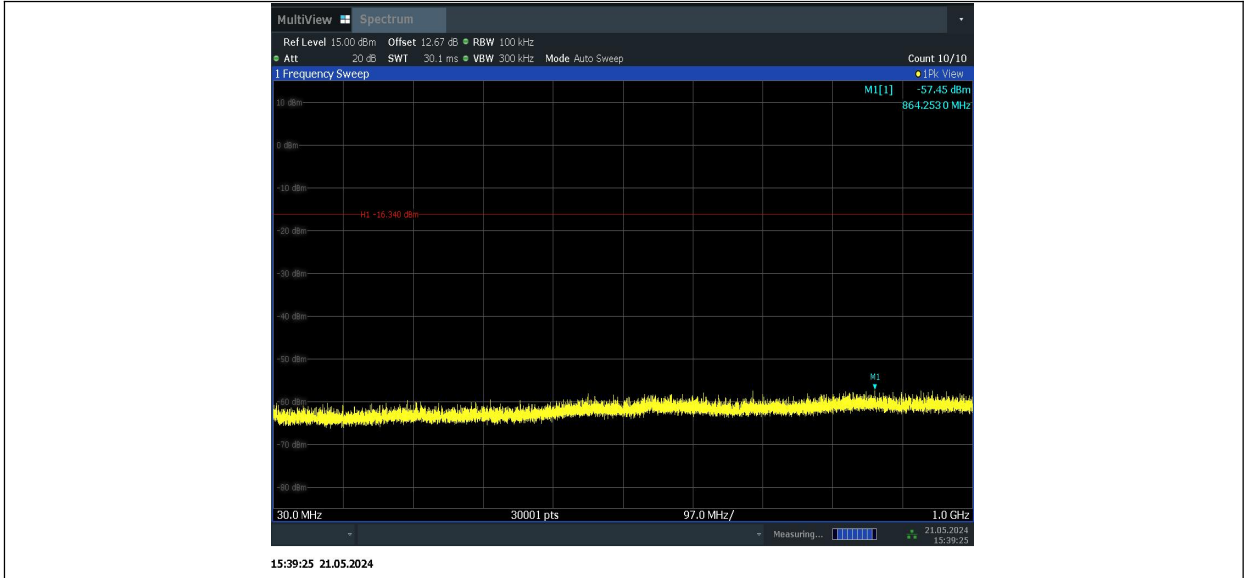 MultiView Spectrum
Ref Level 15.00 dBm Offset 12.67 dB RBW 100 kHz
Att 20 dB SWT 30.1 ms VBW 300 kHz Mode Auto Sweep Count 10/10
1 Frequency Sweep 1Pk View
M1[1] -57.45 dBm
864.2530 MHz
10 dBm
0 dBm
-10 dBm
H1 -16.340 dBm
-20 dBm
-30 dBm
-40 dBm
-50 dBm
M1
-60 dBm
-70 dBm
-80 dBm
30.0 MHz 30001 pts 97.0 MHz/ 1.0 GHz
Measuring... 21.05.2024
15:39:25
15:39:25 21.05.2024